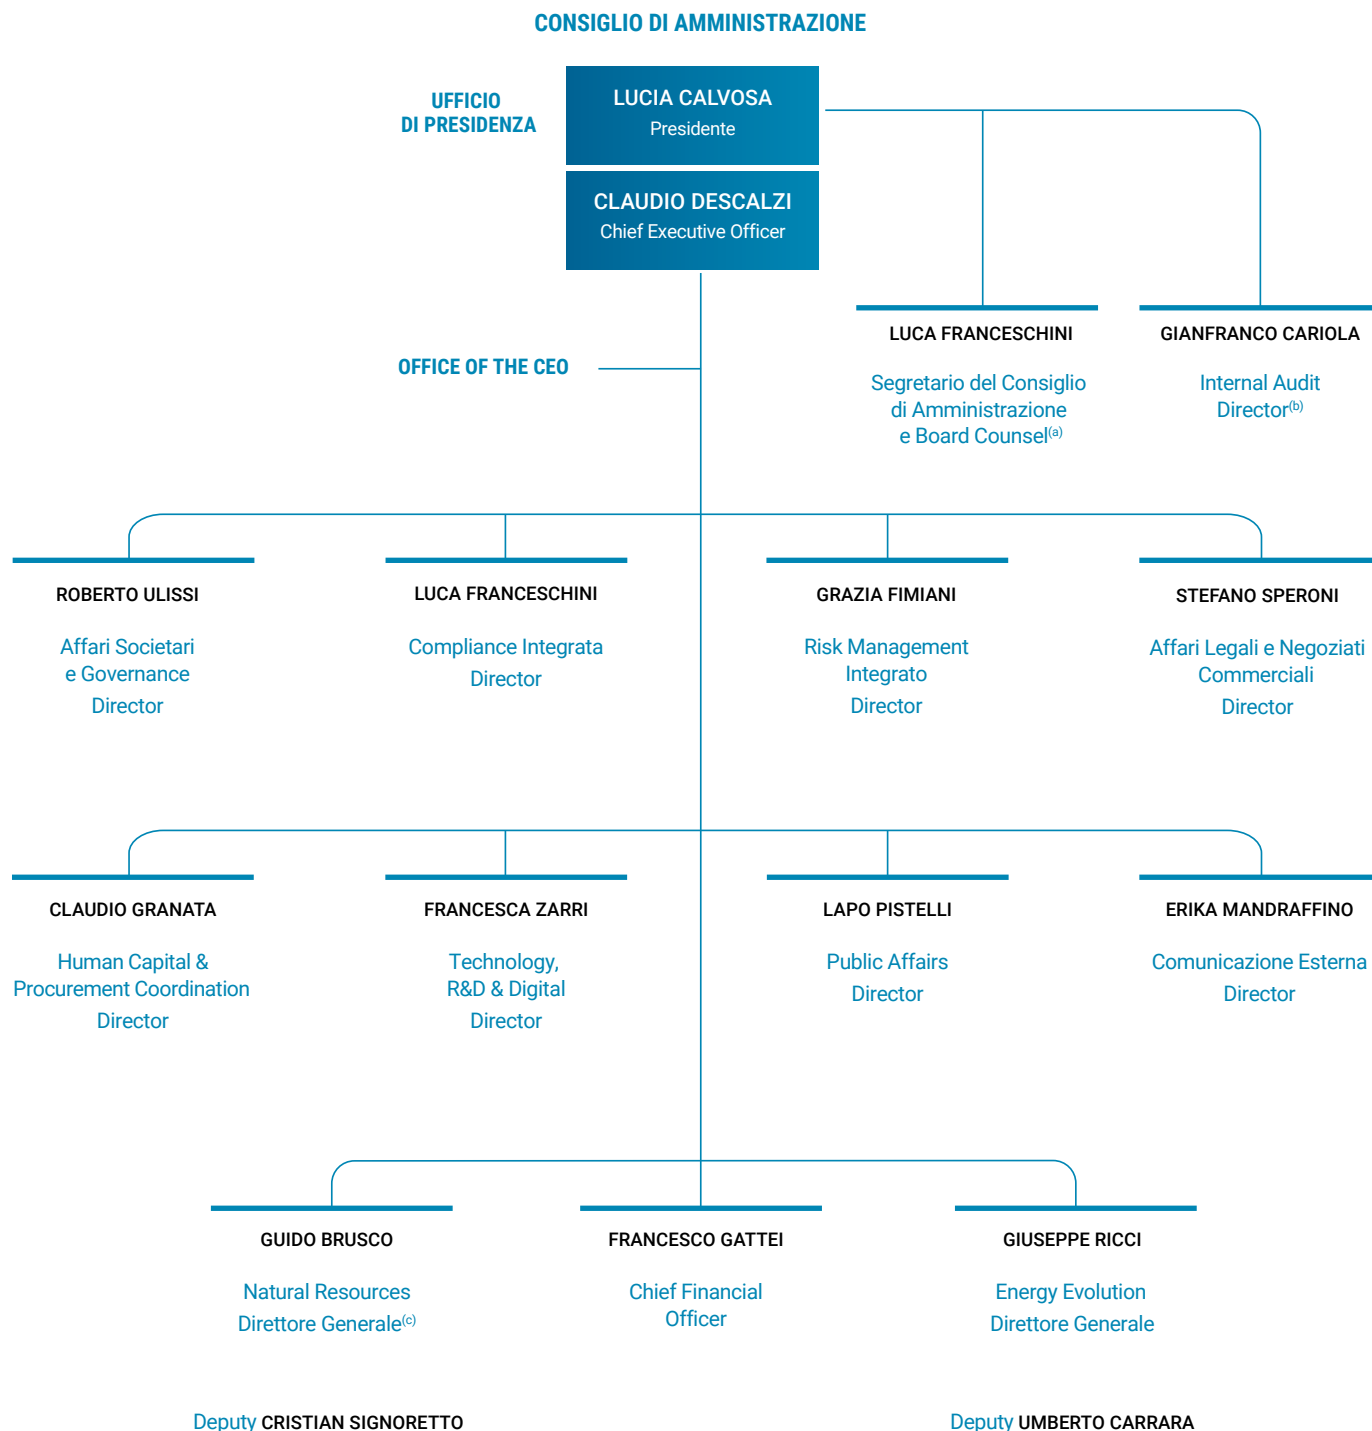 CONSIGLIO DI AMMINISTRAZIONE
UFFICIO
DI PRESIDENZA
LUCIA CALVOSA
Presidente
CLAUDIO DESCALZI
Chief Executive Officer
LUCA FRANCESCHINI
Segretario del Consiglio
di Amministrazione
e Board Counsel(a)
GIANFRANCO CARIOLA
Internal Audit
Director(b)
OFFICE OF THE CEO
ROBERTO ULISSI
Affari Societari
e Governance
Director
LUCA FRANCESCHINI
Compliance Integrata
Director
GRAZIA FIMIANI
Risk Management
Integrato
Director
STEFANO SPERONI
Affari Legali e Negoziati
Commerciali
Director
CLAUDIO GRANATA
Human Capital &
Procurement Coordination
Director
FRANCESCA ZARRI
Technology,
R&D & Digital
Director
LAPO PISTELLI
Public Affairs
Director
ERIKA MANDRAFFINO
Comunicazione Esterna
Director
GUIDO BRUSCO
Natural Resources
Direttore Generale(c)
FRANCESCO GATTEI
Chief Financial
Officer
GIUSEPPE RICCI
Energy Evolution
Direttore Generale
Deputy CRISTIAN SIGNORETTO
Deputy UMBERTO CARRARA